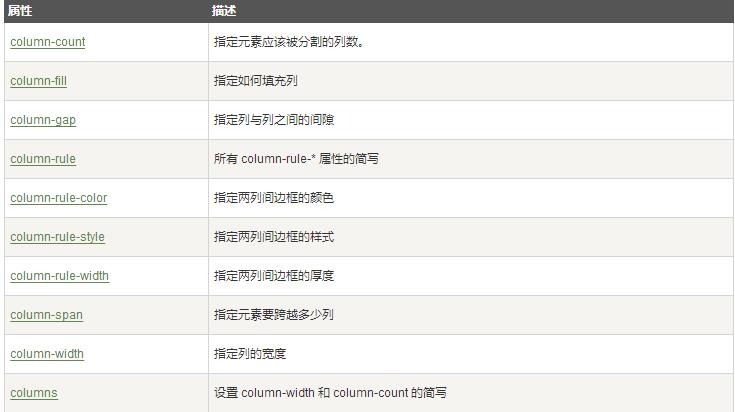 属性 描述
column-count 指定元素应该被分割的列数。
column-fill 指定如何填充列
column-gap 指定列与列之间的间隙
column-rule 所有 column-rule-* 属性的简写
column-rule-color 指定两列间边框的颜色
column-rule-style 指定两列间边框的样式
column-rule-width 指定两列间边框的厚度
column-span 指定元素要跨越多少列
column-width 指定列的宽度
columns 设置 column-width 和 column-count 的简写